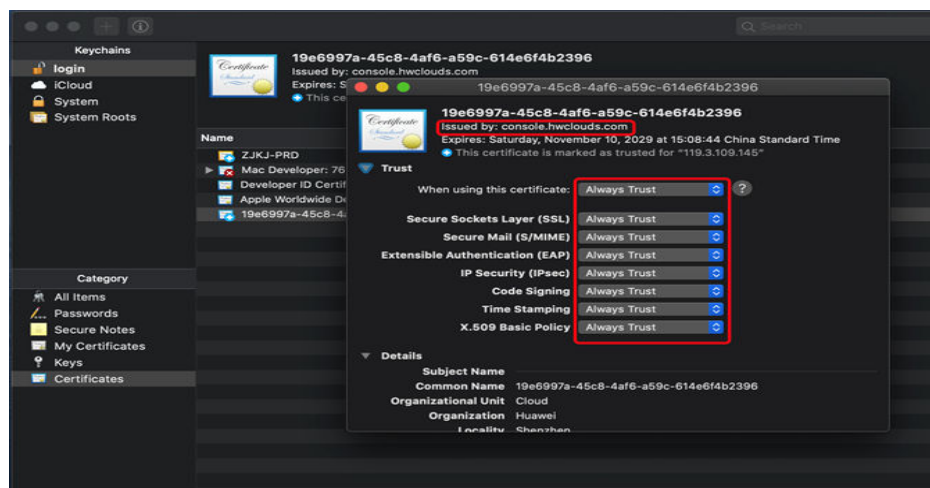 Search
Keychains
login
iCloud
System
System Roots
Certificate
Standard
19e6997a-45c8-4af6-a59c-614e6f4b2396
Issued by: console.hwclouds.com
Expires: S
This ce
Name
ZJKJ-PRD
Mac Developer: 76
Developer ID Certif
Apple Worldwide De
19e6997a-45c8-4
Category
All Items
Passwords
Secure Notes
My Certificates
Keys
Certificates
19e6997a-45c8-4af6-a59c-614e6f4b2396
Certificate
Standard
19e6997a-45c8-4af6-a59c-614e6f4b2396
Issued by: console.hwclouds.com
Expires: Saturday, November 10, 2029 at 15:08:44 China Standard Time
This certificate is marked as trusted for "119.3.109.145"
Trust
When using this certificate: Always Trust ?
Secure Sockets Layer (SSL) Always Trust
Secure Mail (S/MIME) Always Trust
Extensible Authentication (EAP) Always Trust
IP Security (IPsec) Always Trust
Code Signing Always Trust
Time Stamping Always Trust
X.509 Basic Policy Always Trust
Details
Subject Name
Common Name 19e6997a-45c8-4af6-a59c-614e6f4b2396
Organizational Unit Cloud
Organization Huawei
Locality Shenzhen